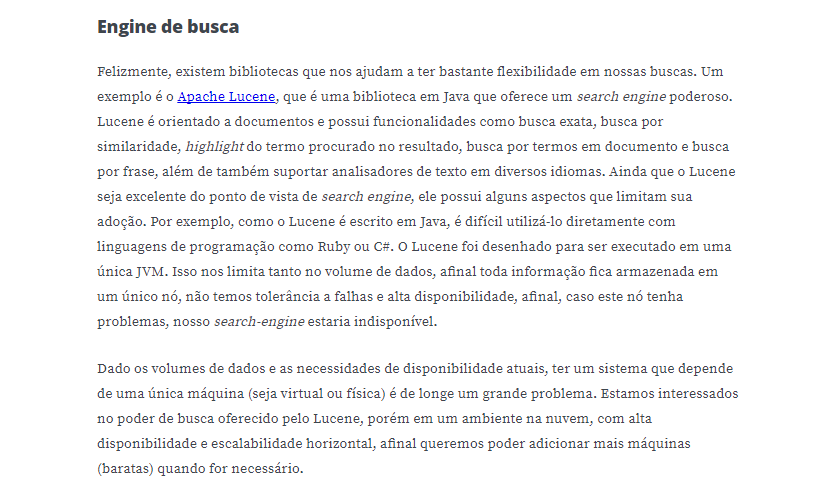 Engine de busca
Felizmente, existem bibliotecas que nos ajudam a ter bastante flexibilidade em nossas buscas. Um
exemplo é o Apache Lucene, que é uma biblioteca em Java que oferece um search engine poderoso.
Lucene é orientado a documentos e possui funcionalidades como busca exata, busca por
similaridade, highlight do termo procurado no resultado, busca por termos em documento e busca
por frase, além de também suportar analisadores de texto em diversos idiomas. Ainda que o Lucene
seja excelente do ponto de vista de search engine, ele possui alguns aspectos que limitam sua
adoção. Por exemplo, como o Lucene é escrito em Java, é difícil utilizá-lo diretamente com
linguagens de programação como Ruby ou C#. O Lucene foi desenhado para ser executado em uma
única JVM. Isso nos limita tanto no volume de dados, afinal toda informação fica armazenada em
um único nó, não temos tolerância a falhas e alta disponibilidade, afinal, caso este nó tenha
problemas, nosso search-engine estaria indisponível.
Dado os volumes de dados e as necessidades de disponibilidade atuais, ter um sistema que depende
de uma única máquina (seja virtual ou física) é de longe um grande problema. Estamos interessados
no poder de busca oferecido pelo Lucene, porém em um ambiente na nuvem, com alta
disponibilidade e escalabilidade horizontal, afinal queremos poder adicionar mais máquinas
(baratas) quando for necessário.